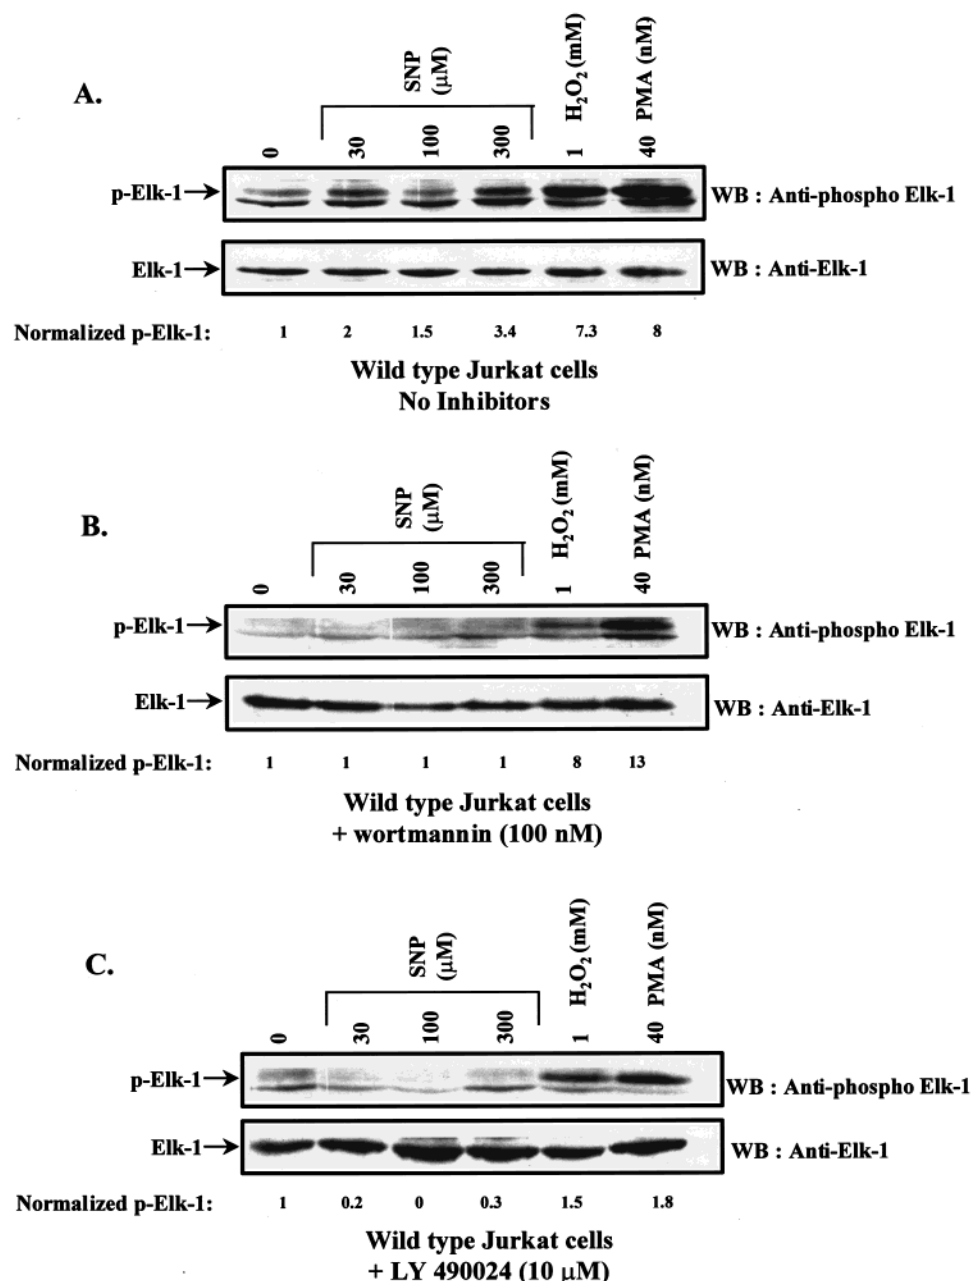 A.
SNP
(μM)
H₂O₂ (mM)
PMA (nM)
0 30 100 300 1 40
p-Elk-1 WB : Anti-phospho Elk-1
Elk-1 WB : Anti-Elk-1
Normalized p-Elk-1: 1 2 1.5 3.4 7.3 8
Wild type Jurkat cells
No Inhibitors
B.
SNP
(μM)
H₂O₂ (mM)
PMA (nM)
0 30 100 300 1 40
p-Elk-1 WB : Anti-phospho Elk-1
Elk-1 WB : Anti-Elk-1
Normalized p-Elk-1: 1 1 1 1 8 13
Wild type Jurkat cells
+ wortmannin (100 nM)
C.
SNP
(μM)
H₂O₂ (mM)
PMA (nM)
0 30 100 300 1 40
p-Elk-1 WB : Anti-phospho Elk-1
Elk-1 WB : Anti-Elk-1
Normalized p-Elk-1: 1 0.2 0 0.3 1.5 1.8
Wild type Jurkat cells
+ LY 490024 (10 μM)